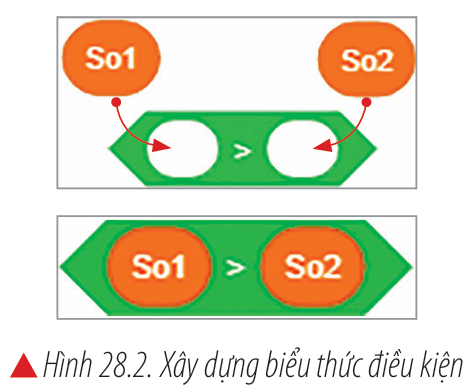 So1 So2
>
So1 > So2
▲ Hình 28.2. Xây dựng biểu thức điều kiện